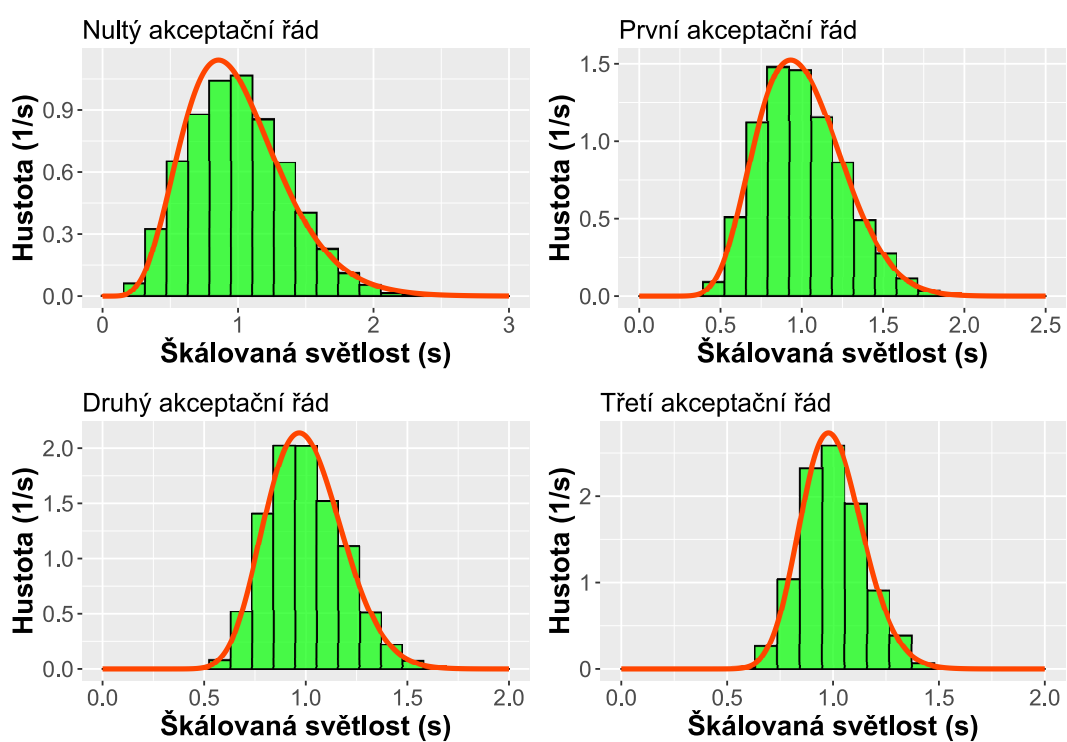 Nultý akceptační řád
Hustota (1/s)
0.9
0.6
0.3
0.0
0 1 2 3
Škálovaná světlost (s)
První akceptační řád
Hustota (1/s)
1.5
1.0
0.5
0.0
0.0 0.5 1.0 1.5 2.0 2.5
Škálovaná světlost (s)
Druhý akceptační řád
Hustota (1/s)
2.0
1.5
1.0
0.5
0.0
0.0 0.5 1.0 1.5 2.0
Škálovaná světlost (s)
Třetí akceptační řád
Hustota (1/s)
2
1
0
0.0 0.5 1.0 1.5 2.0
Škálovaná světlost (s)